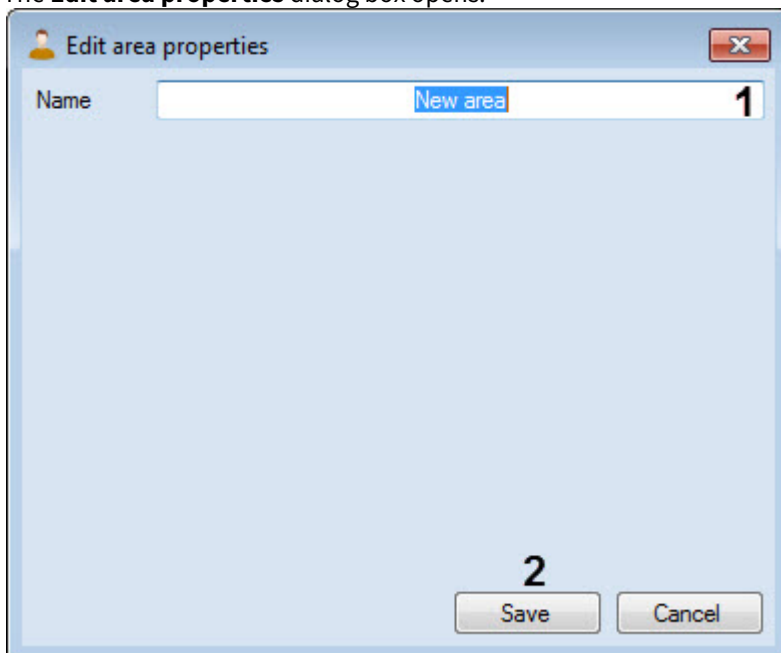 The Edit area properties dialog box opens.
Edit area properties
Name New area 1
2
Save Cancel